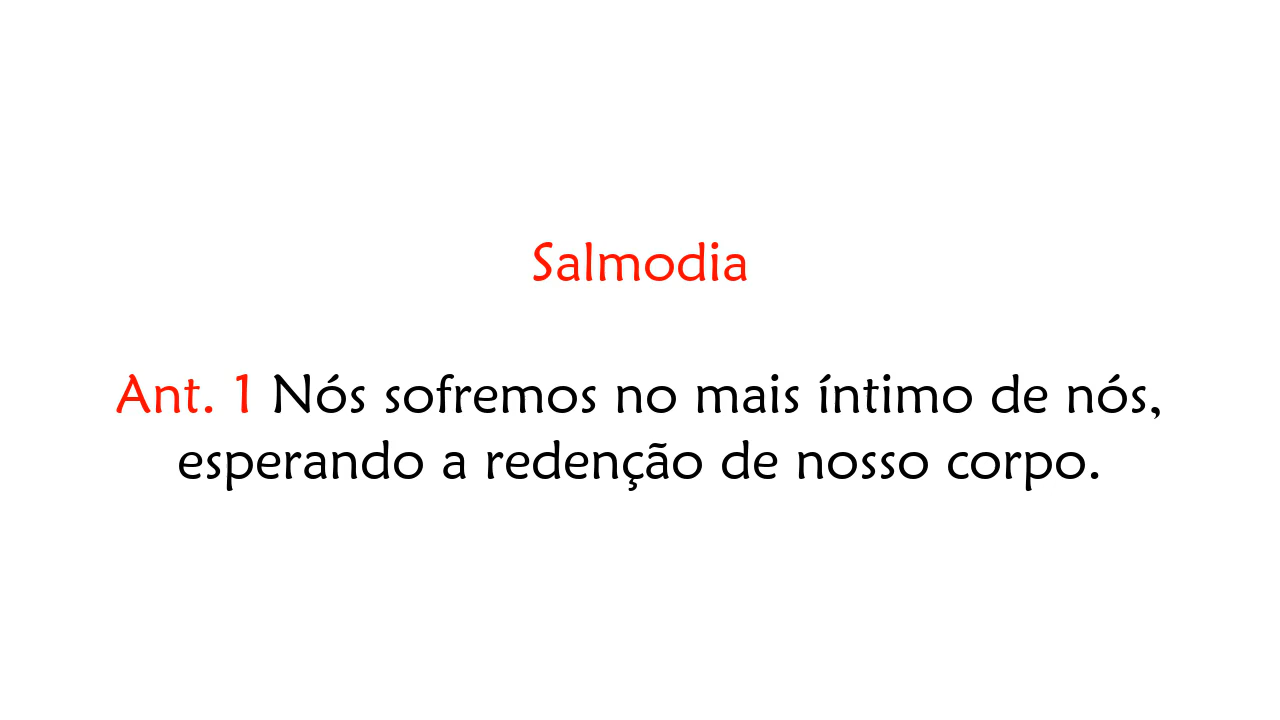 Salmodia
Ant. 1 Nós sofremos no mais íntimo de nós,
esperando a redenção de nosso corpo.